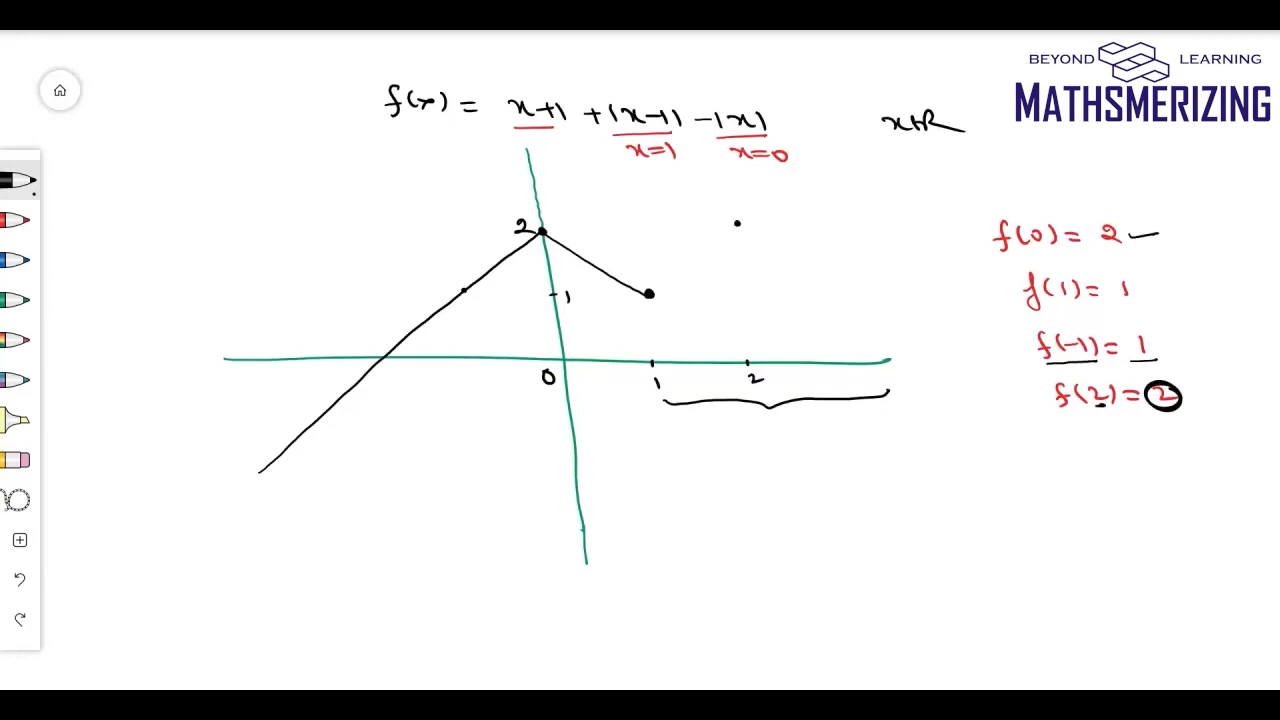 BEYOND LEARNING
MATHSMERIZING
f(x) = x+1 + |x-1| - |x|
x=1 x=0
2
1
0
1 2
f(0) = 2
f(1) = 1
f(-1) = 1
f(2) = 2